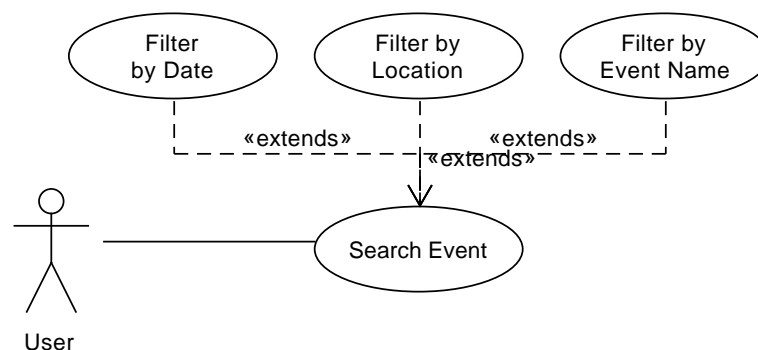 Filter
by Date
Filter by
Location
Filter by
Event Name
«extends»
«extends»
«extends»
Search Event
User